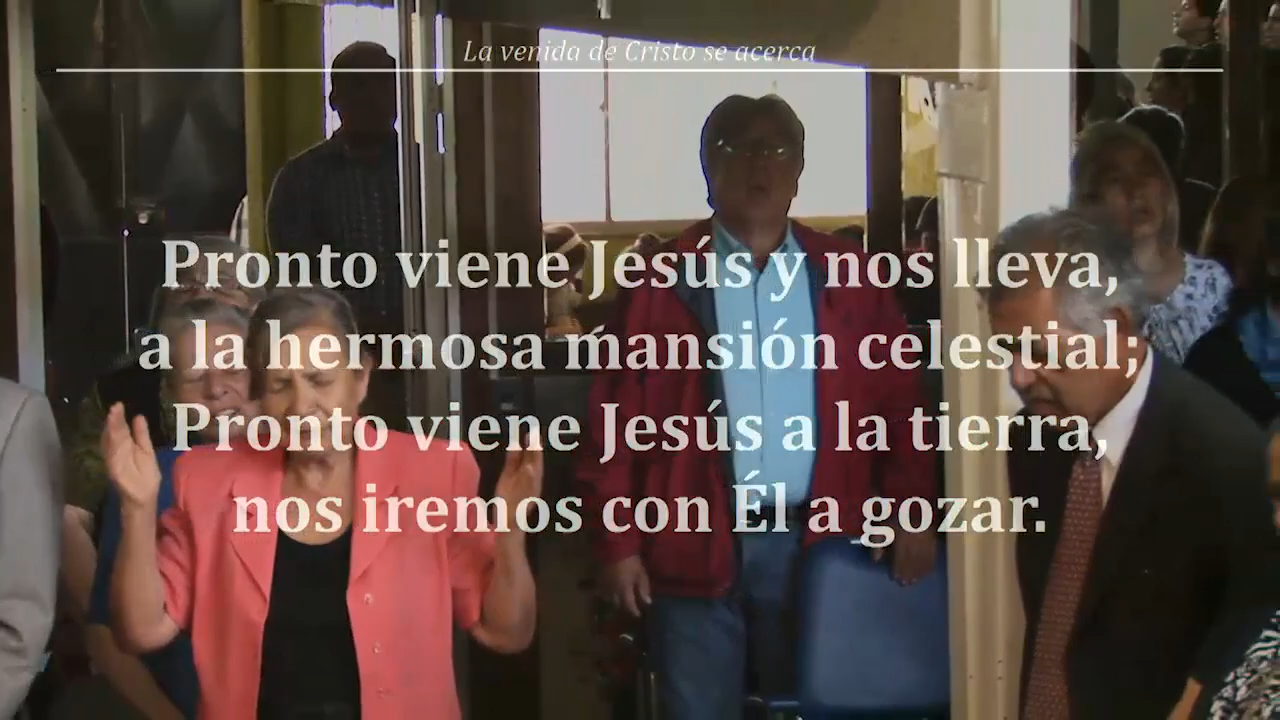 La venida de Cristo se acerca
Pronto viene Jesús y nos lleva,
a la hermosa mansión celestial;
Pronto viene Jesús a la tierra,
nos iremos con Él a gozar.